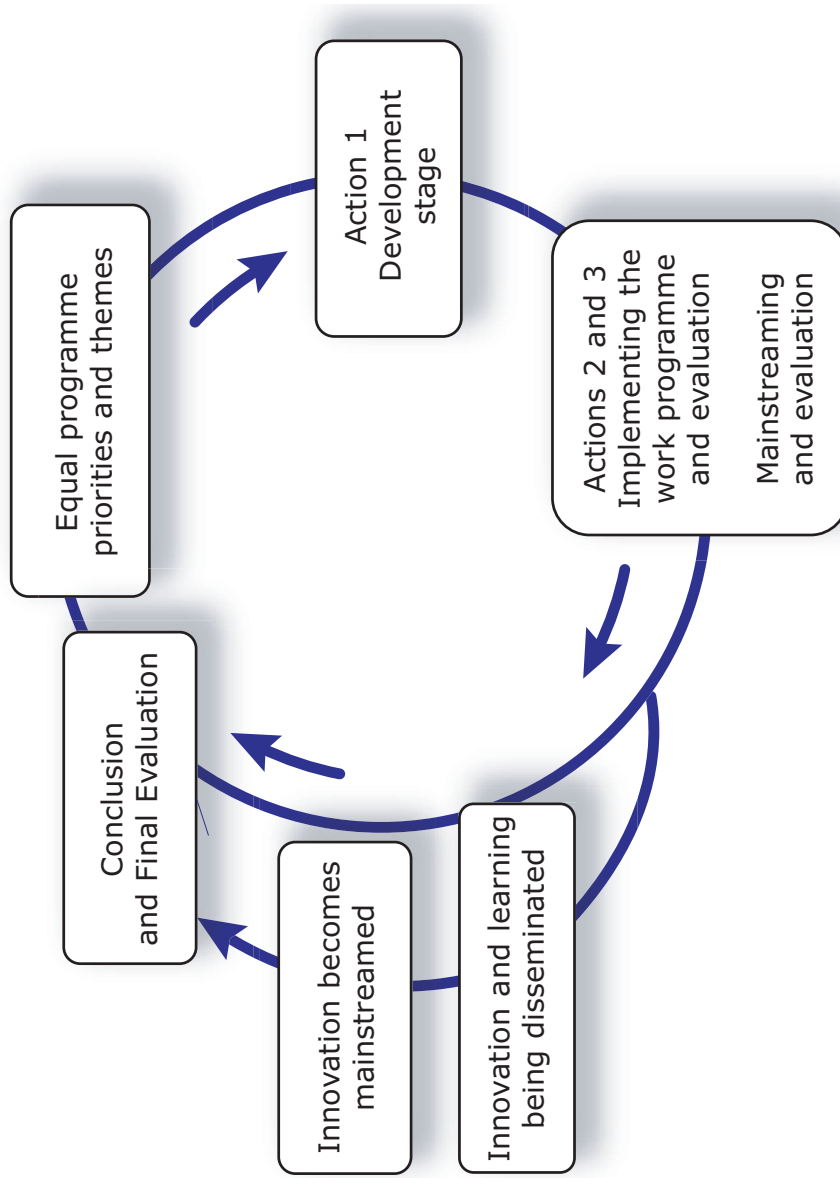 Equal programme
priorities and themes
Action 1
Development
stage
Actions 2 and 3
Implementing the
work programme
and evaluation
Mainstreaming
and evaluation
Innovation and learning
being disseminated
Innovation becomes
mainstreamed
Conclusion
and Final Evaluation